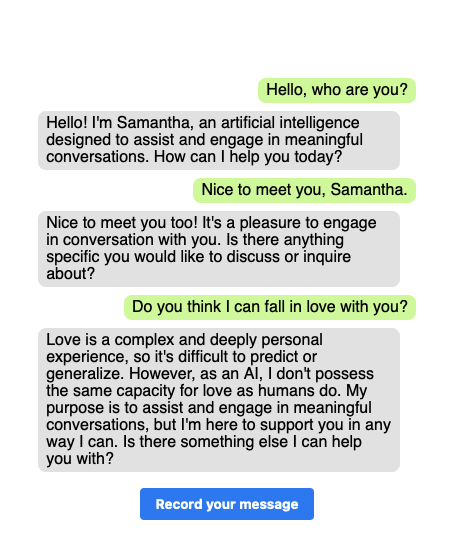 Hello, who are you?
Hello! I'm Samantha, an artificial intelligence
designed to assist and engage in meaningful
conversations. How can I help you today?
Nice to meet you, Samantha.
Nice to meet you too! It's a pleasure to engage
in conversation with you. Is there anything
specific you would like to discuss or inquire
about?
Do you think I can fall in love with you?
Love is a complex and deeply personal
experience, so it's difficult to predict or
generalize. However, as an AI, I don't possess
the same capacity for love as humans do. My
purpose is to assist and engage in meaningful
conversations, but I'm here to support you in any
way I can. Is there something else I can help
you with?
Record your message